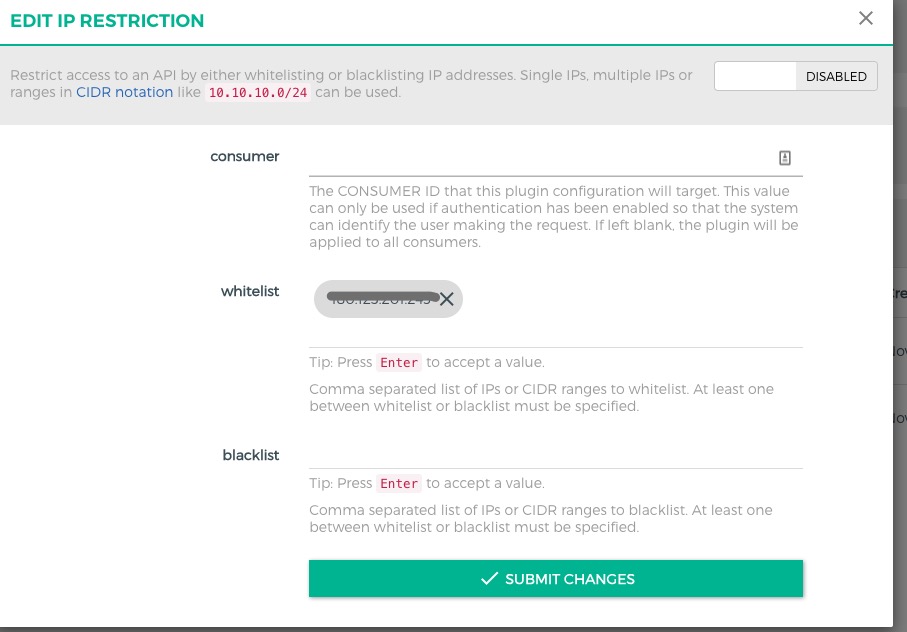 EDIT IP RESTRICTION
Restrict access to an API by either whitelisting or blacklisting IP addresses. Single IPs, multiple IPs or
ranges in CIDR notation like 10.10.10.0/24 can be used.
DISABLED
consumer
The CONSUMER ID that this plugin configuration will target. This value
can only be used if authentication has been enabled so that the system
can identify the user making the request. If left blank, the plugin will be
applied to all consumers.
whitelist
Tip: Press Enter to accept a value.
Comma separated list of IPs or CIDR ranges to whitelist. At least one
between whitelist or blacklist must be specified.
blacklist
Tip: Press Enter to accept a value.
Comma separated list of IPs or CIDR ranges to blacklist. At least one
between whitelist or blacklist must be specified.
SUBMIT CHANGES